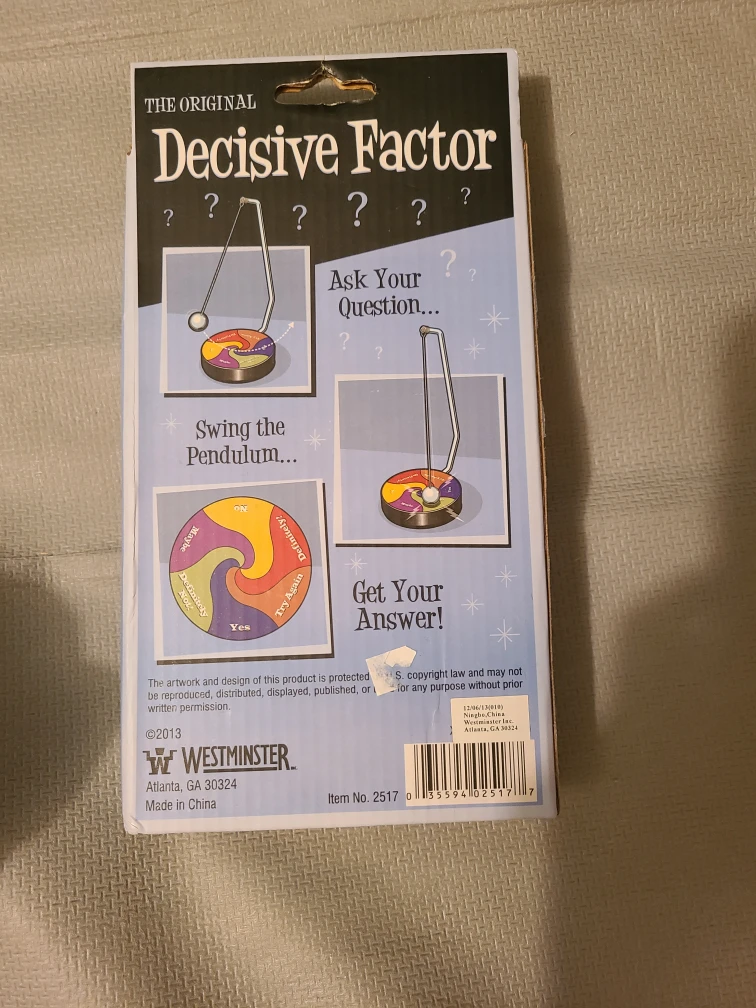 THE ORIGINAL
Decisive Factor
? ? ? ? ? ?
Ask Your
Question...
? ?
? ?
Swing the
Pendulum...
No
Definitely!
Try Again
Yes
Definitely
Not!
Maybe
Get Your
Answer!
The artwork and design of this product is protected S. copyright law and may not
be reproduced, distributed, displayed, published, or for any purpose without prior
written permission.
©2013
WESTMINSTER
Atlanta, GA 30324
Made in China
Item No. 2517
12/06/13(010)
Ningbo,China
Westminster Inc.
Atlanta, GA 30324
0 35594 02517 7